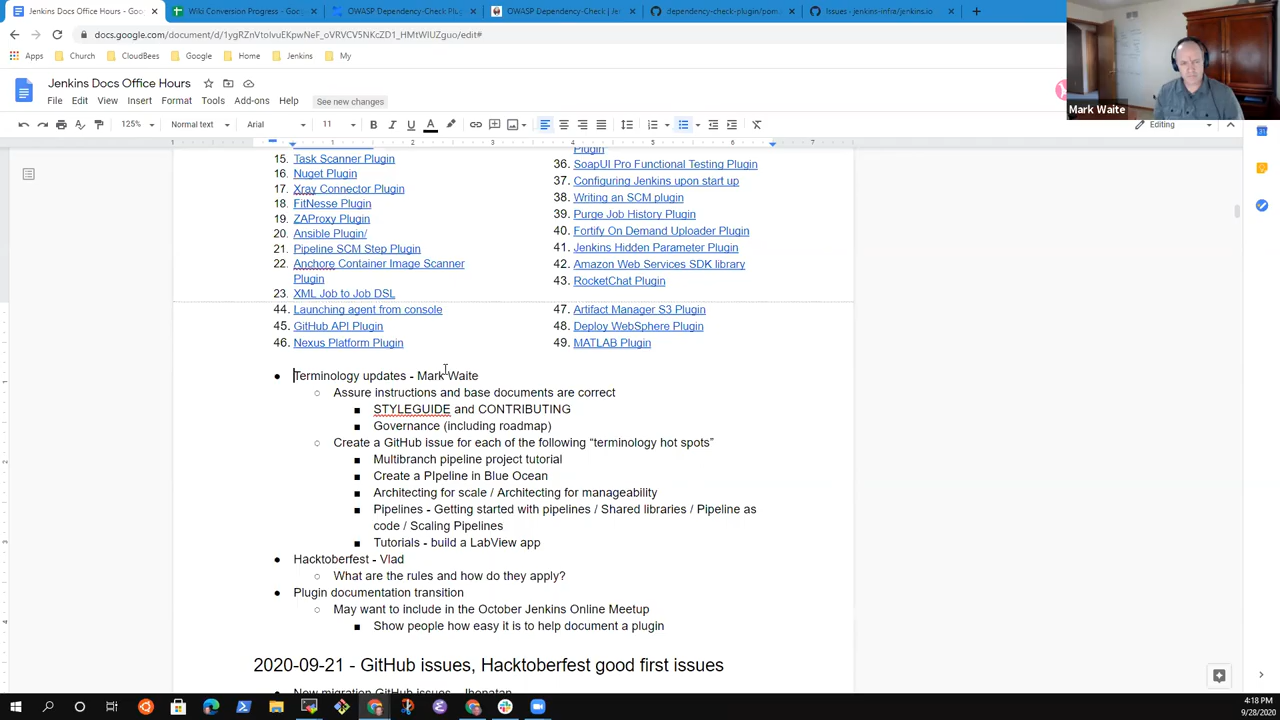 Jenkins Docs Office Hours - Goo
Wiki Conversion Progress - Goo
OWASP Dependency-Check Plu
OWASP Dependency-Check | Je
dependency-check-plugin/pom.
Issues · jenkins-infra/jenkins.io
Apps
Church
CloudBees
Google
Home
Jenkins
My
Mark Waite
Jenkins Docs Office Hours
File Edit View Insert Format Tools Add-ons Help See new changes
125% Normal text Arial 11
Editing
Plugin
15. Task Scanner Plugin
16. Nuget Plugin
17. Xray Connector Plugin
18. FitNesse Plugin
19. ZAProxy Plugin
20. Ansible Plugin/
21. Pipeline SCM Step Plugin
22. Anchore Container Image Scanner
Plugin
23. XML Job to Job DSL
36. SoapUI Pro Functional Testing Plugin
37. Configuring Jenkins upon start up
38. Writing an SCM plugin
39. Purge Job History Plugin
40. Fortify On Demand Uploader Plugin
41. Jenkins Hidden Parameter Plugin
42. Amazon Web Services SDK library
43. RocketChat Plugin
44. Launching agent from console
45. GitHub API Plugin
46. Nexus Platform Plugin
47. Artifact Manager S3 Plugin
48. Deploy WebSphere Plugin
49. MATLAB Plugin
Terminology updates - Mark Waite
Assure instructions and base documents are correct
STYLEGUIDE and CONTRIBUTING
Governance (including roadmap)
Create a GitHub issue for each of the following “terminology hot spots”
Multibranch pipeline project tutorial
Create a PIpeline in Blue Ocean
Architecting for scale / Architecting for manageability
Pipelines - Getting started with pipelines / Shared libraries / Pipeline as
code / Scaling Pipelines
Tutorials - build a LabView app
Hacktoberfest - Vlad
What are the rules and how do they apply?
Plugin documentation transition
May want to include in the October Jenkins Online Meetup
Show people how easy it is to help document a plugin
2020-09-21 - GitHub issues, Hacktoberfest good first issues
New migration GitHub issues - Jhonatan
4:18 PM
9/28/2020